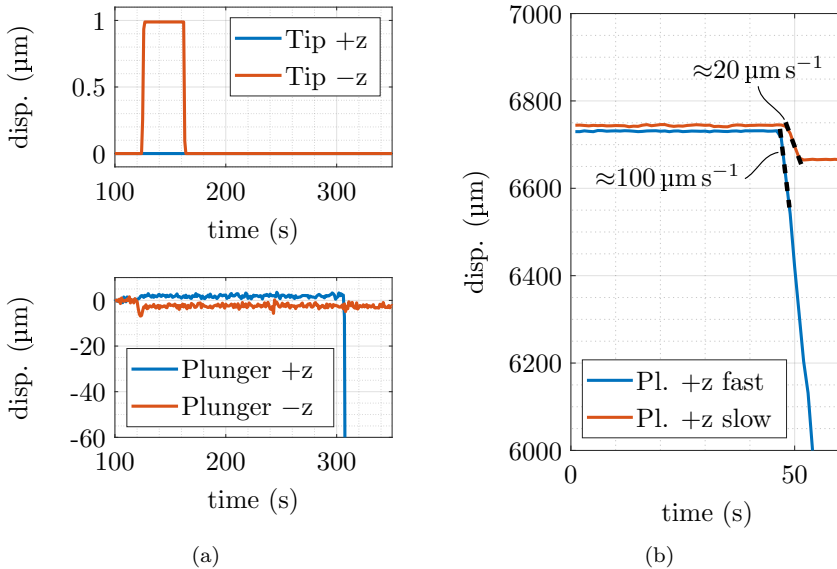 1
0.5
0
disp. (µm)
Tip +z
Tip −z
100
200
300
time (s)
0
-20
-40
-60
disp. (µm)
Plunger +z
Plunger −z
100
200
300
time (s)
(a)
7000
6800
6600
6400
6200
6000
disp. (µm)
≈20 µm s⁻¹
≈100 µm s⁻¹
Pl. +z fast
Pl. +z slow
0
50
time (s)
(b)